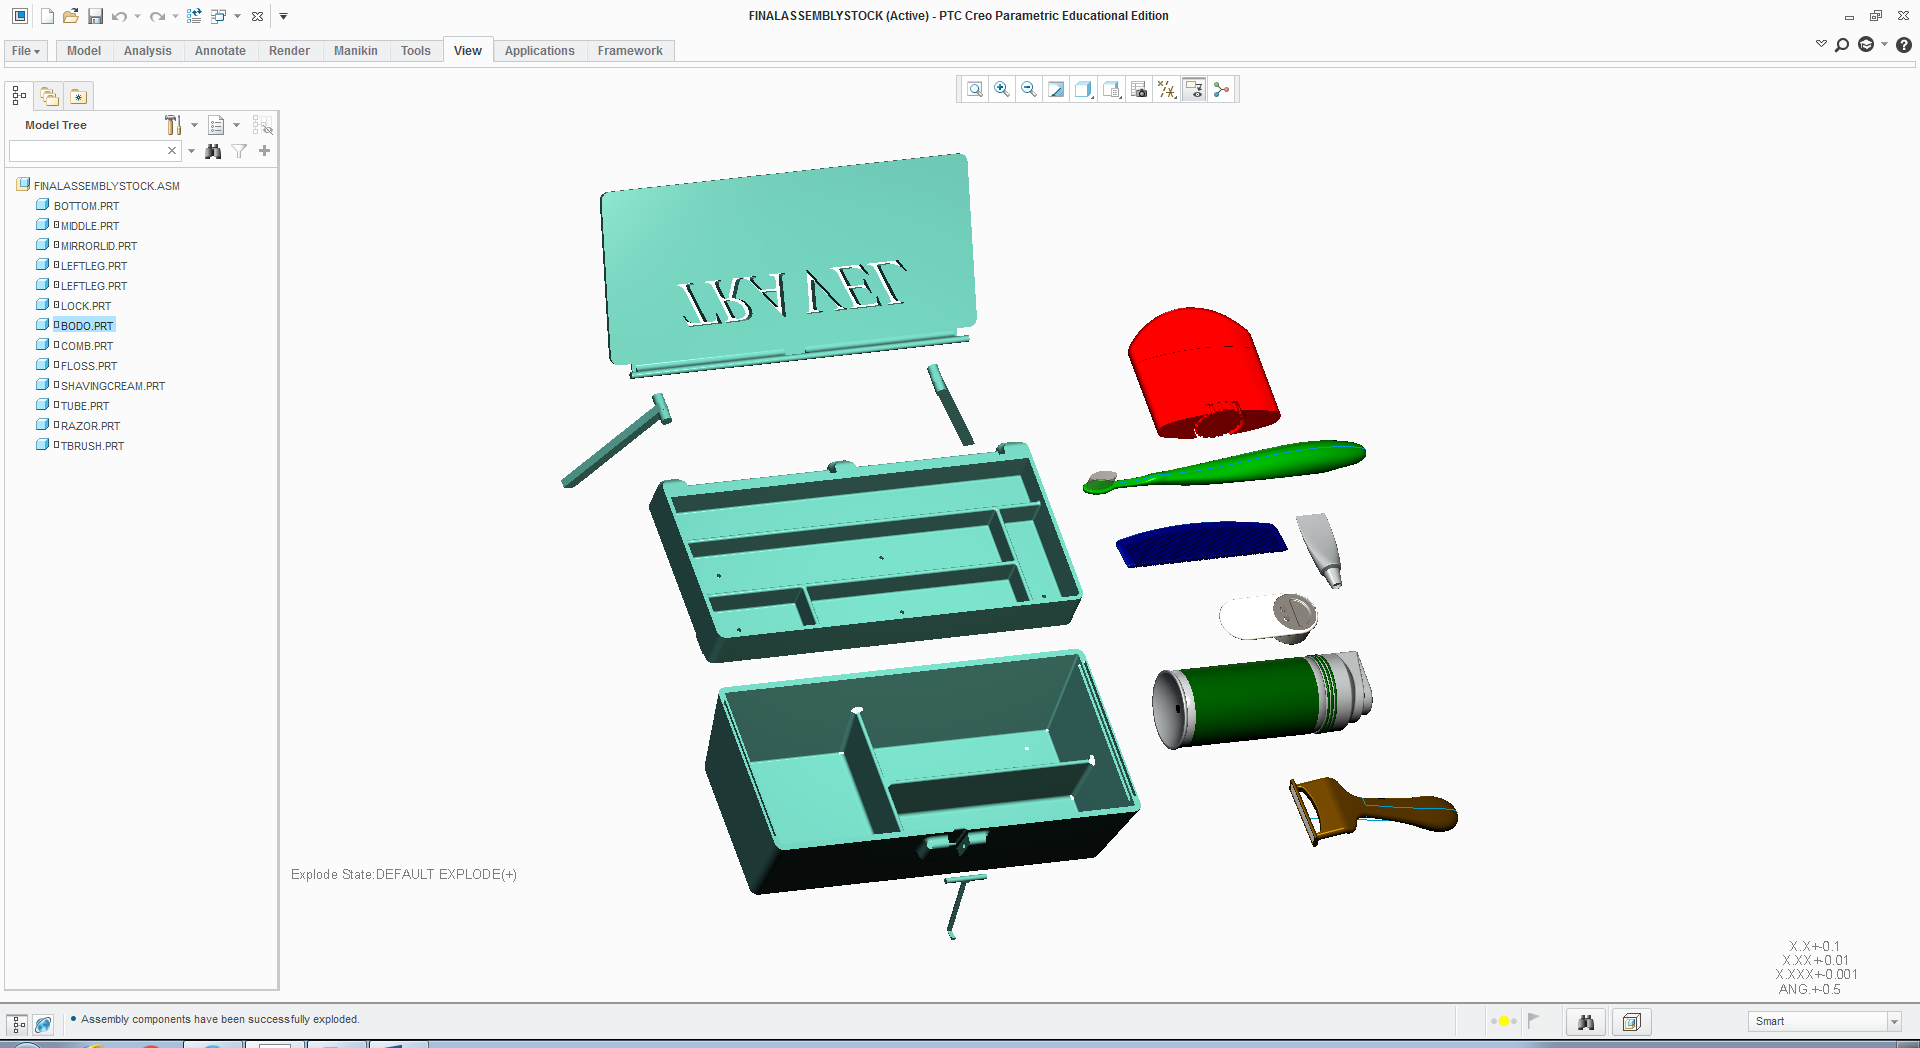 FINALASSEMBLYSTOCK (Active) - PTC Creo Parametric Educational Edition
File Model Analysis Annotate Render Manikin Tools View Applications Framework
Model Tree
FINALASSEMBLYSTOCK.ASM
BOTTOM.PRT
MIDDLE.PRT
MIRRORLID.PRT
LEFTLEG.PRT
LEFTLEG.PRT
LOCK.PRT
BODO.PRT
COMB.PRT
FLOSS.PRT
SHAVINGCREAM.PRT
TUBE.PRT
RAZOR.PRT
TBRUSH.PRT
TRAVEL
Explode State:DEFAULT EXPLODE(+)
X.X+-0.1
X.XX+-0.01
X.XXX+-0.001
ANG.+-0.5
Assembly components have been successfully exploded.
Smart